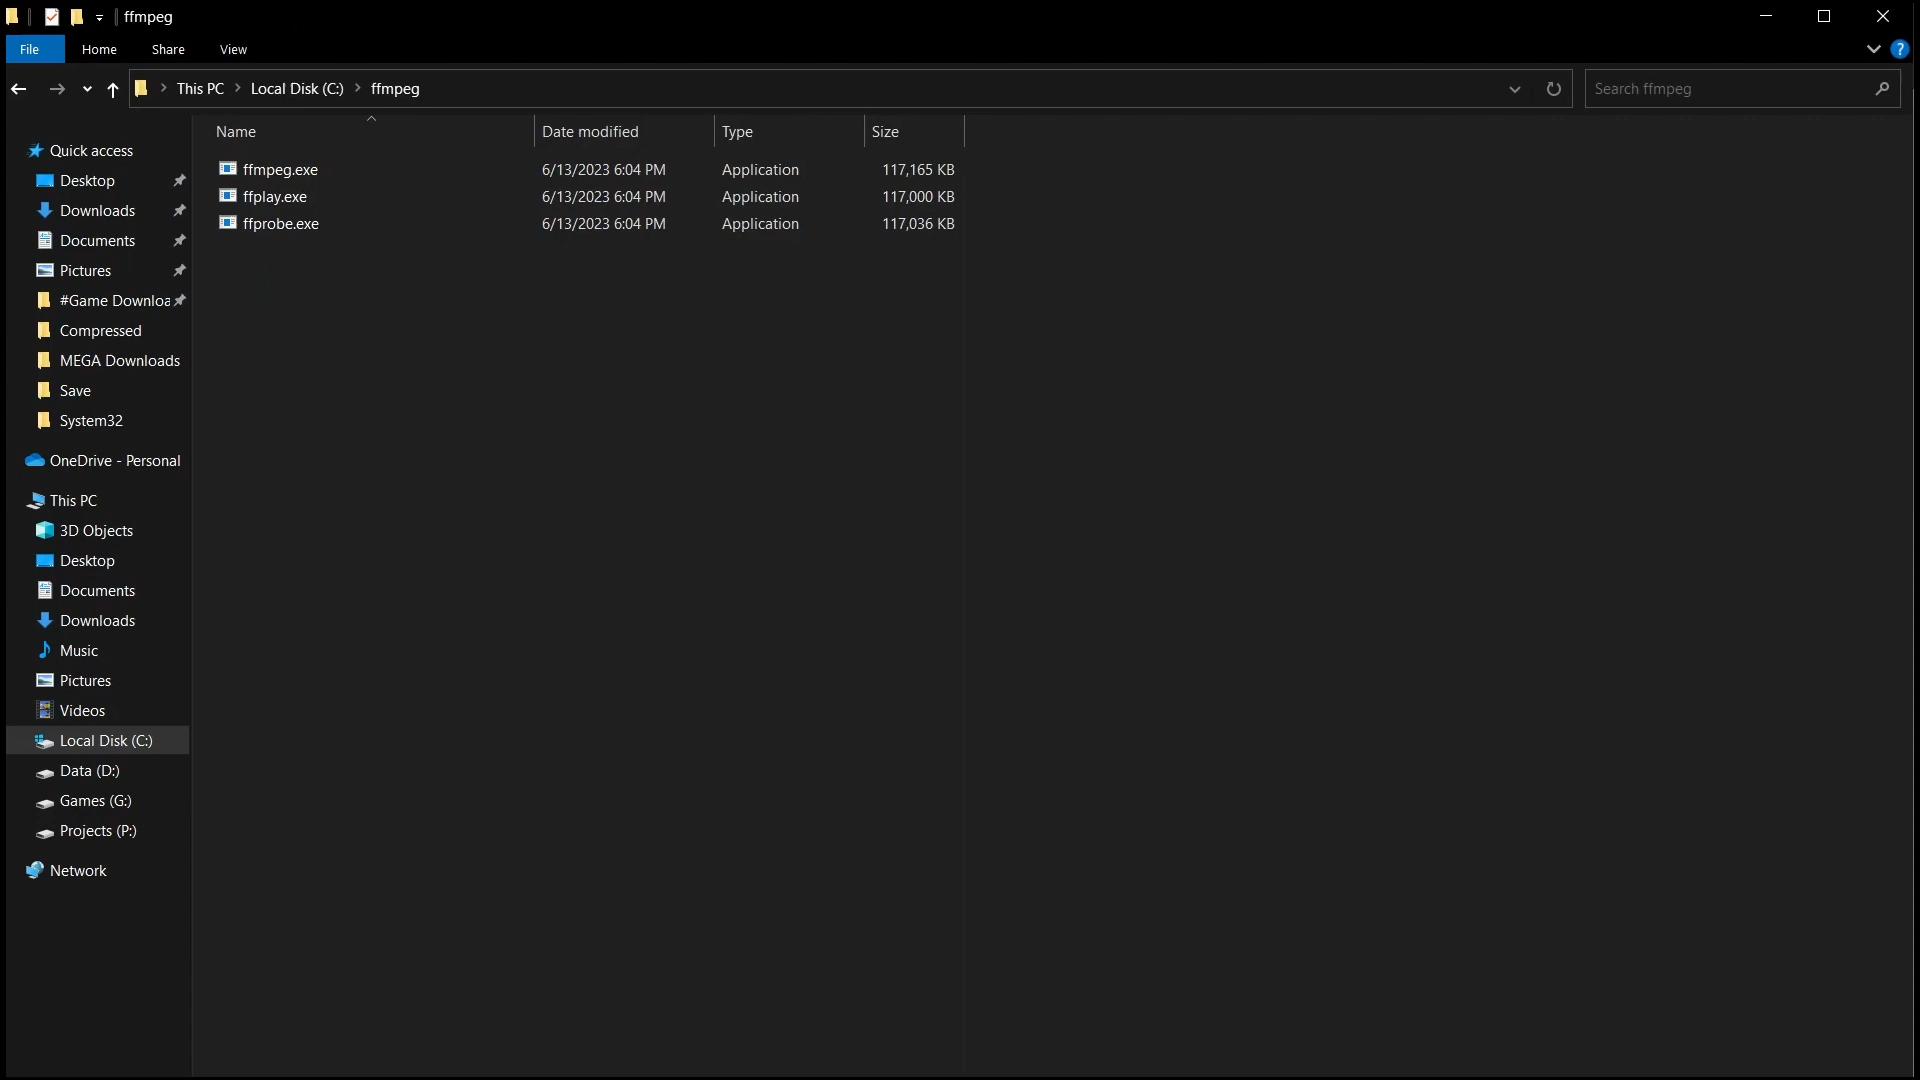 ffmpeg
File Home Share View
This PC Local Disk (C:) ffmpeg
Search ffmpeg
Name Date modified Type Size
ffmpeg.exe 6/13/2023 6:04 PM Application 117,165 KB
ffplay.exe 6/13/2023 6:04 PM Application 117,000 KB
ffprobe.exe 6/13/2023 6:04 PM Application 117,036 KB
Quick access
Desktop
Downloads
Documents
Pictures
#Game Downloa
Compressed
MEGA Downloads
Save
System32
OneDrive - Personal
This PC
3D Objects
Desktop
Documents
Downloads
Music
Pictures
Videos
Local Disk (C:)
Data (D:)
Games (G:)
Projects (P:)
Network